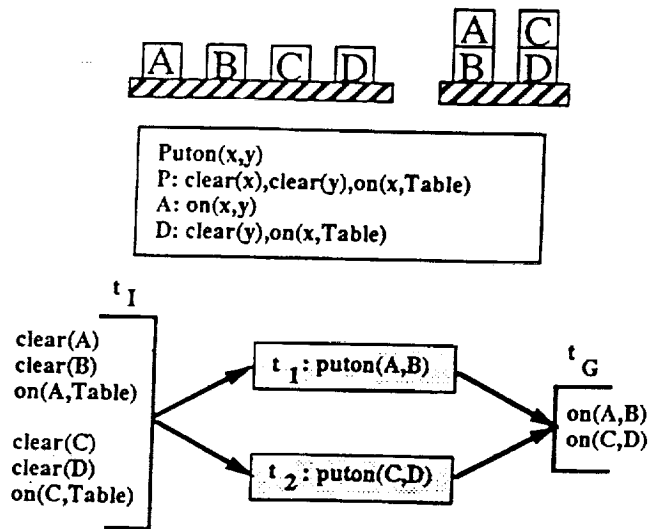 A B C D
A C
B D
Puton(x,y)
P: clear(x),clear(y),on(x,Table)
A: on(x,y)
D: clear(y),on(x,Table)
t I
clear(A)
clear(B)
on(A,Table)
clear(C)
clear(D)
on(C,Table)
t 1 : puton(A,B)
t 2 : puton(C,D)
t G
on(A,B)
on(C,D)